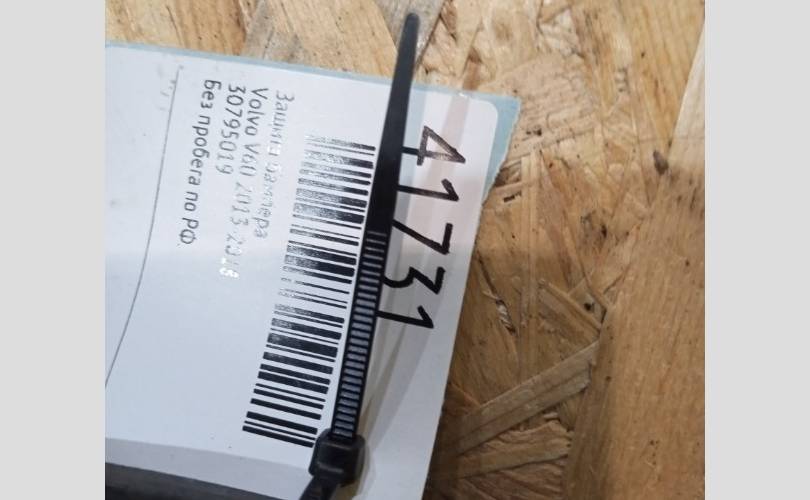 41731
Защита бампера
Volvo V60 2013-2018
30795019
Без пробега по РФ.